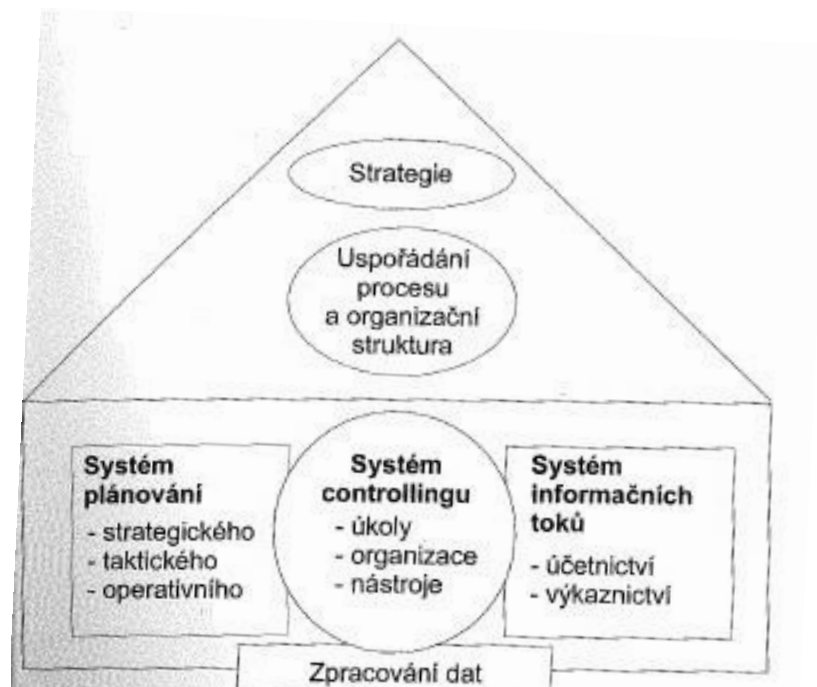 Strategie
Uspořádání
procesu
a organizační
struktura
Systém
plánování
- strategického
- taktického
- operativního
Systém
controllingu
- úkoly
- organizace
- nástroje
Systém
informačních
toků
- účetnictví
- výkaznictví
Zpracování dat